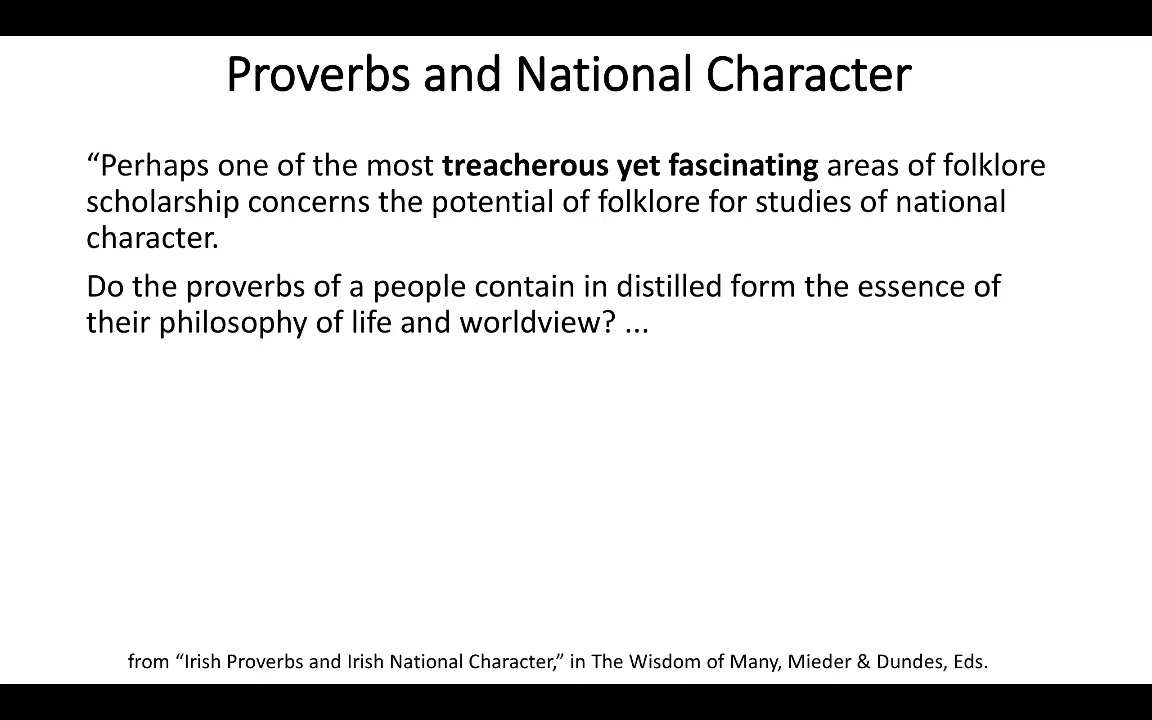 Proverbs and National Character
“Perhaps one of the most treacherous yet fascinating areas of folklore
scholarship concerns the potential of folklore for studies of national
character.
Do the proverbs of a people contain in distilled form the essence of
their philosophy of life and worldview? ...
from “Irish Proverbs and Irish National Character,” in The Wisdom of Many, Mieder & Dundes, Eds.